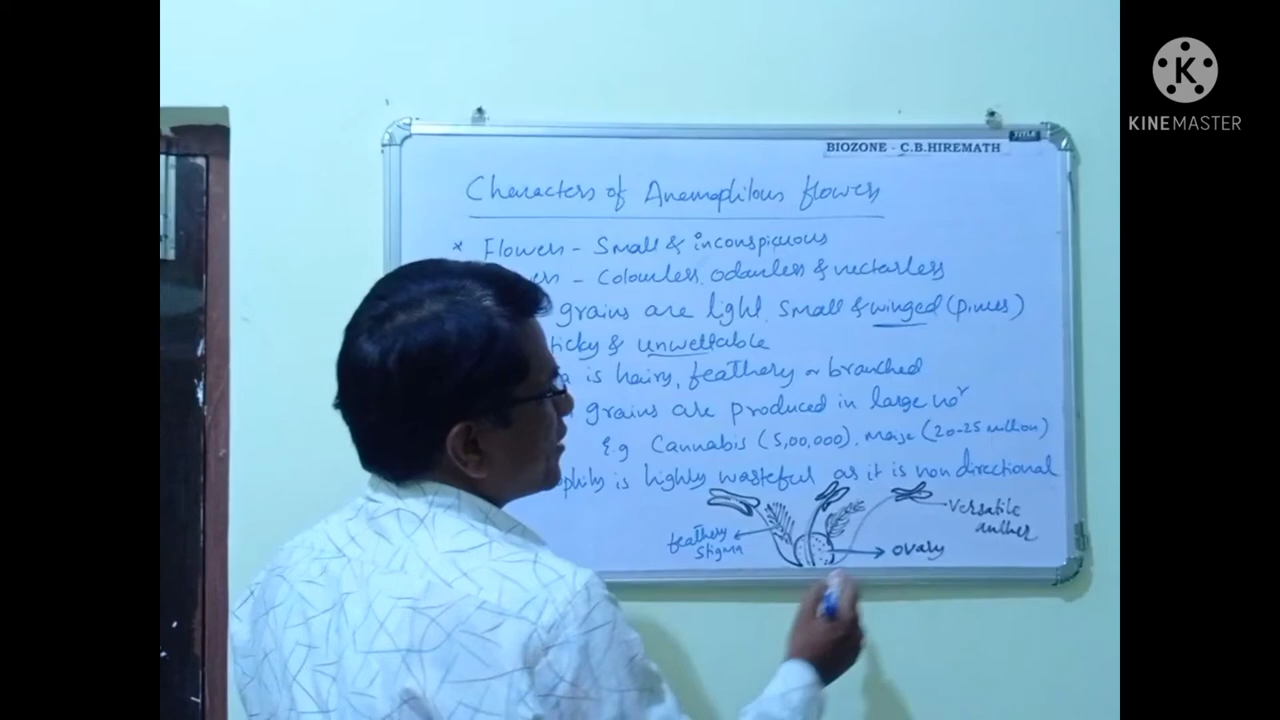 KINEMASTER
TITLE
BIOZONE - C.B.HIREMATH
Characters of Anemophilous flowers
* Flowers - Small & inconspicuous
- Colourless, odourless & nectarless
grains are light, small & winged (pines)
& unwettable
is hairy, feathery or branched
grains are produced in large no^r
E.g Cannabis (5,00,000), Maize (20-25 million)
is highly wasteful as it is non directional
Versatile
anther
feathery
stigma
ovary